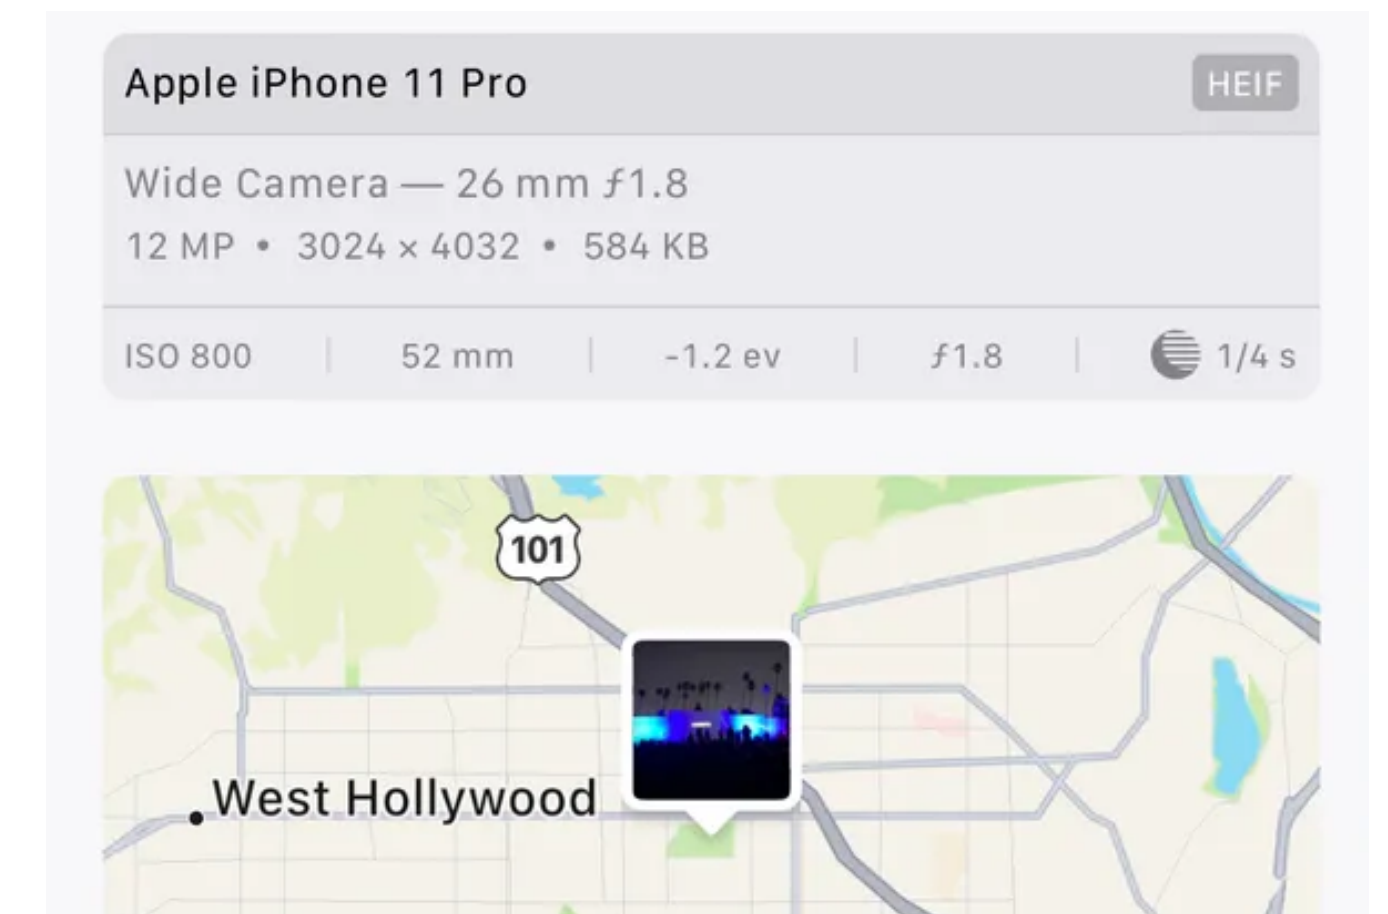 Apple iPhone 11 Pro HEIF
Wide Camera — 26 mm ƒ1.8
12 MP • 3024 × 4032 • 584 KB
ISO 800 | 52 mm | -1.2 ev | ƒ1.8 | 1/4 s
101
West Hollywood